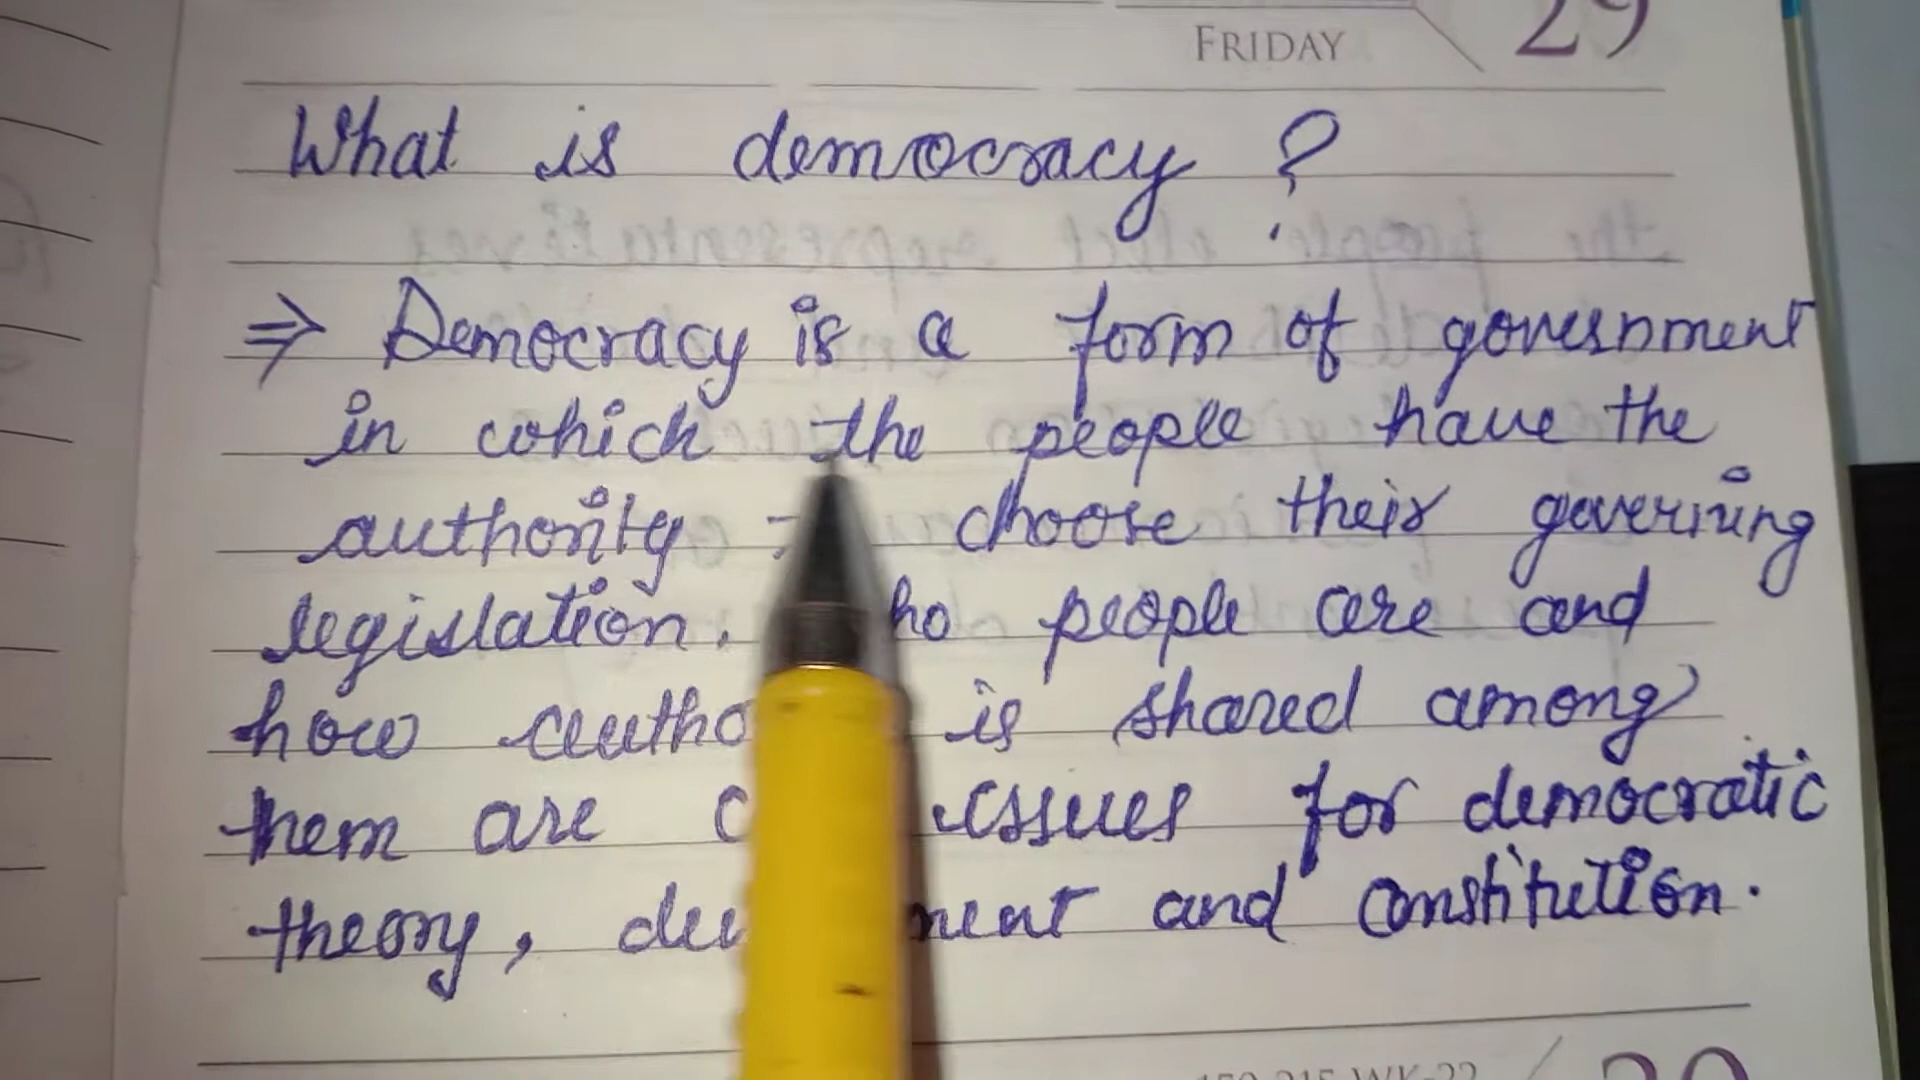 FRIDAY 29
What is democracy ?
⇒ Democracy is a form of government
in which the people have the
authority choose their governing
legislation. people are and
how is shared among
them are issues for democratic
theory, and constitution.